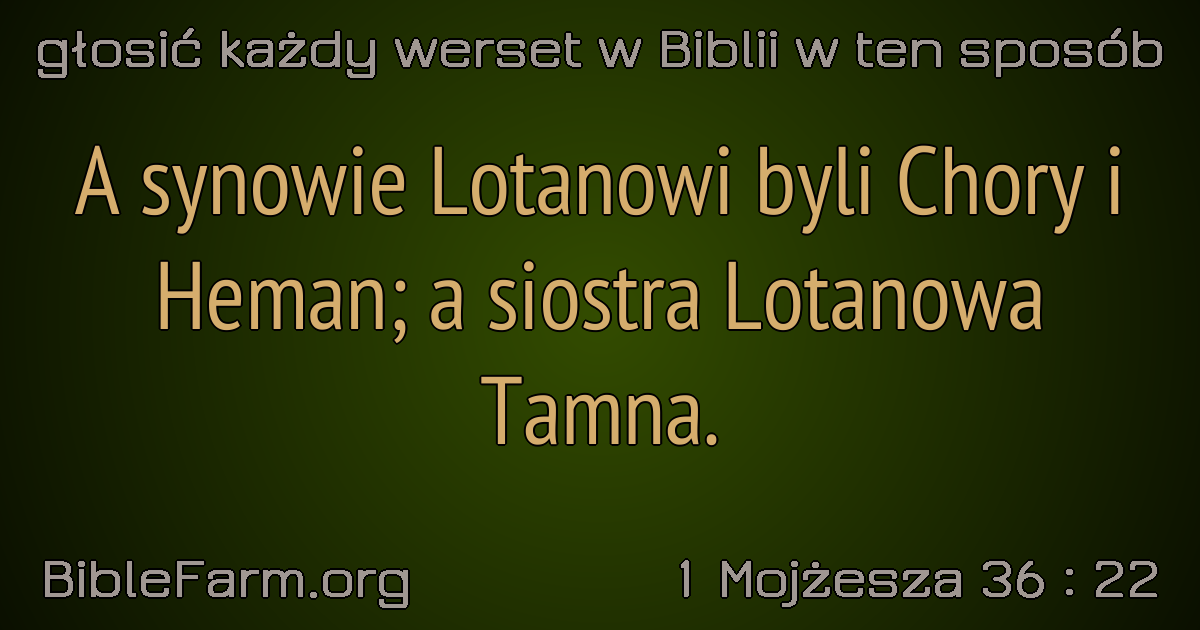 głosić każdy werset w Biblii w ten sposób
A synowie Lotanowi byli Chory i
Heman; a siostra Lotanowa
Tamna.
BibleFarm.org
1 Mojżesza 36 : 22